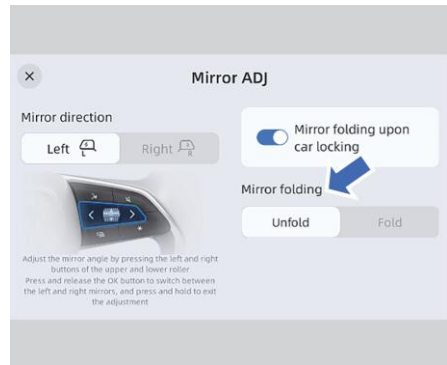 Mirror ADJ
Mirror direction
Left
L
Right
R
Adjust the mirror angle by pressing the left and right
buttons of the upper and lower roller
Press and release the OK button to switch between
the left and right mirrors, and press and hold to exit
the adjustment
Mirror folding upon
car locking
Mirror folding
Unfold
Fold